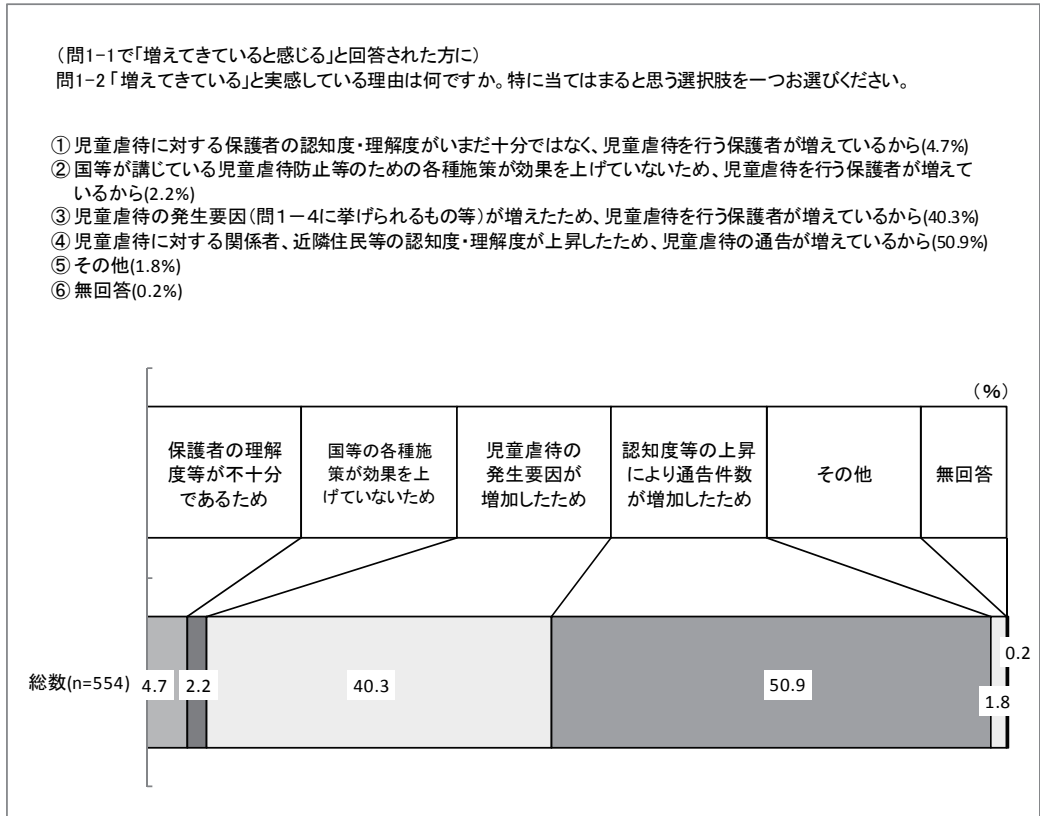 (問1-1で「増えてきていると感じる」と回答された方に)
問1-2 「増えてきている」と実感している理由は何ですか。特に当てはまると思う選択肢を一つお選びください。
① 児童虐待に対する保護者の認知度・理解度がいまだ十分ではなく、児童虐待を行う保護者が増えているから(4.7%)
② 国等が講じている児童虐待防止等のための各種施策が効果を上げていないため、児童虐待を行う保護者が増えて
いるから(2.2%)
③ 児童虐待の発生要因(問1-4に挙げられるもの等)が増えたため、児童虐待を行う保護者が増えているから(40.3%)
④ 児童虐待に対する関係者、近隣住民等の認知度・理解度が上昇したため、児童虐待の通告が増えているから(50.9%)
⑤ その他(1.8%)
⑥ 無回答(0.2%)
(%)
保護者の理解
度等が不十分
であるため
国等の各種施
策が効果を上
げていないため
児童虐待の
発生要因が
増加したため
認知度等の上昇
により通告件数
が増加したため
その他
無回答
総数(n=554)
4.7
2.2
40.3
50.9
1.8
0.2